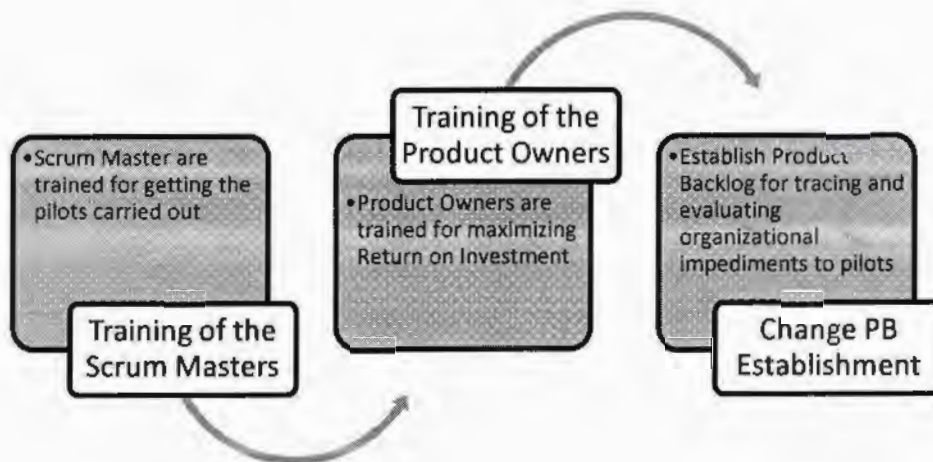 •Scrum Master are
trained for getting the
pilots carried out
Training of the
Scrum Masters
Training of the
Product Owners
•Product Owners are
trained for maximizing
Return on Investment
•Establish Product
Backlog for tracing and
evaluating
organizational
impediments to pilots
Change PB
Establishment